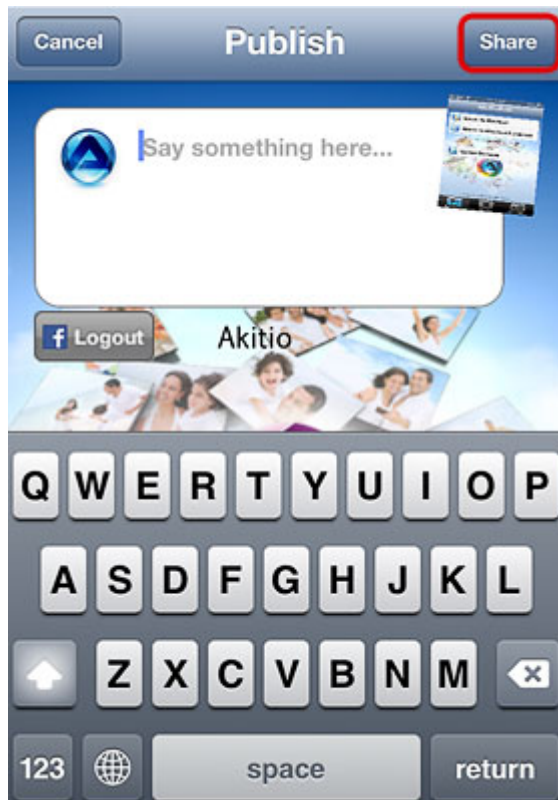 Cancel Publish Share
Say something here...
Logout Akitio
Q W E R T Y U I O P
A S D F G H J K L
Z X C V B N M
123 space return